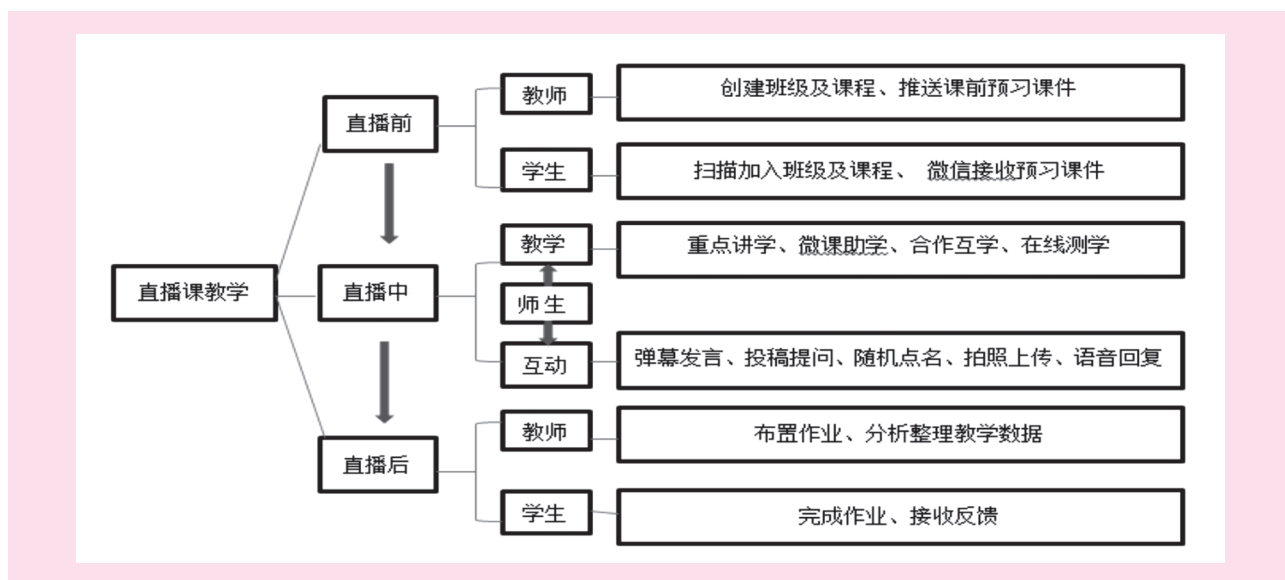 直播课教学
直播前
教师
创建班级及课程、推送课前预习课件
学生
扫描加入班级及课程、 微信接收预习课件
直播中
教学
重点讲学、微课助学、合作互学、在线测学
师 生
互动
弹幕发言、投稿提问、随机点名、拍照上传、语音回复
直播后
教师
布置作业、分析整理教学数据
学生
完成作业、接收反馈